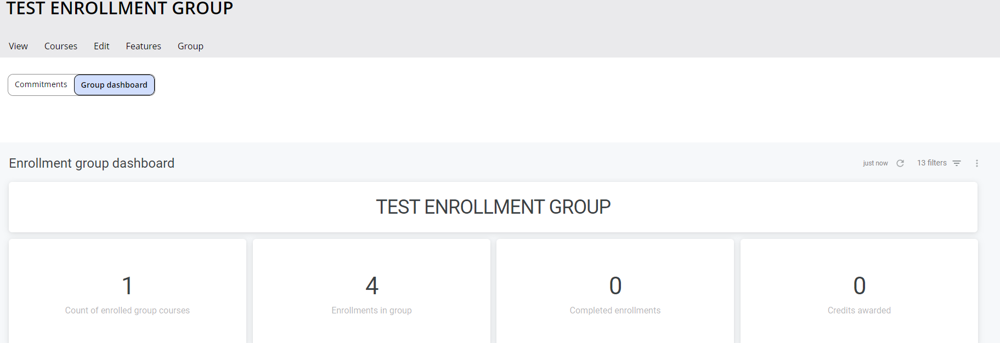 TEST ENROLLMENT GROUP
View Courses Edit Features Group
Commitments Group dashboard
Enrollment group dashboard just now 13 filters
TEST ENROLLMENT GROUP
1 4 0 0
Count of enrolled group courses Enrollments in group Completed enrollments Credits awarded